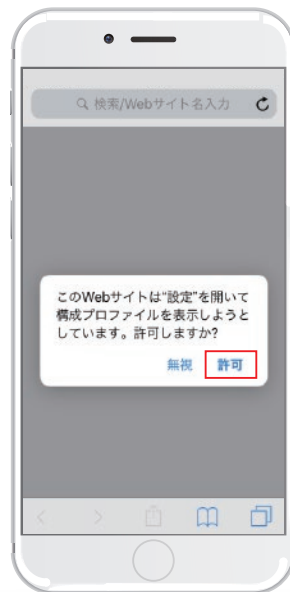 検索/Webサイト名入力
このWebサイトは"設定"を開いて
構成プロファイルを表示しようと
しています。許可しますか?
無視 許可